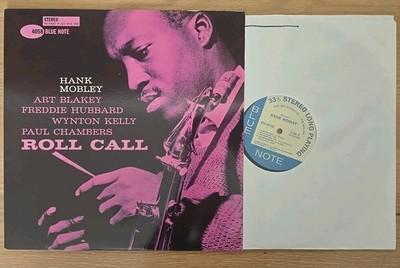 STEREO
4058 BLUE NOTE
HANK
MOBLEY
ART BLAKEY
FREDDIE HUBBARD
WYNTON KELLY
PAUL CHAMBERS
ROLL CALL
33⅓ STEREO LONG PLAYING
HANK MOBLEY
BLUE
NOTE